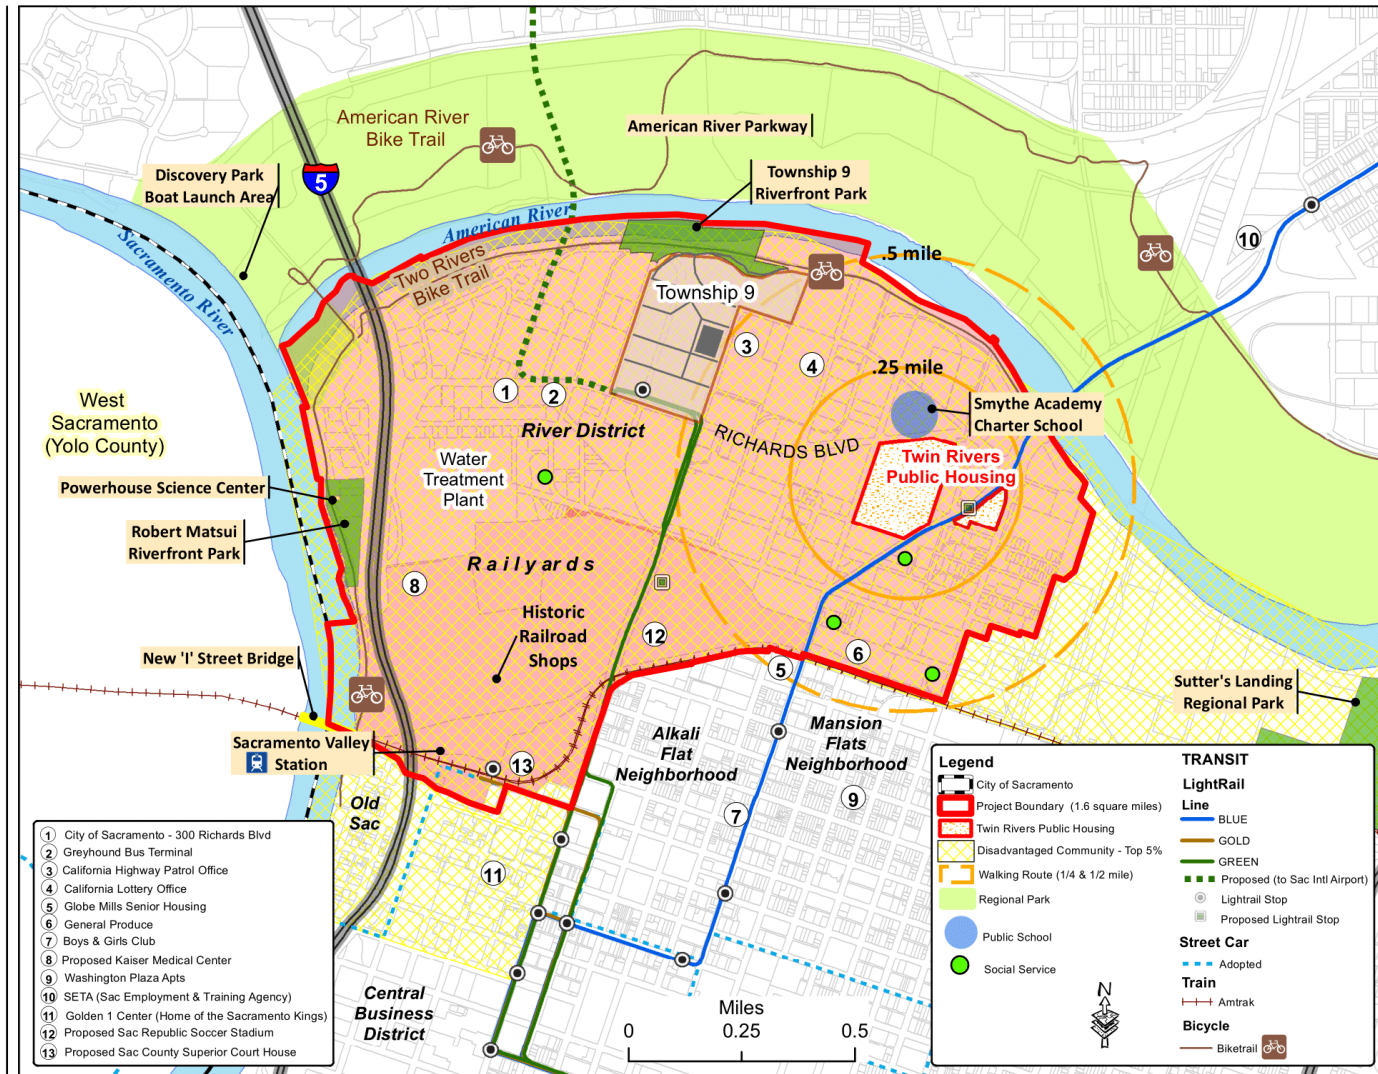 American River
Bike Trail
American River Parkway
5
Discovery Park
Boat Launch Area
Township 9
Riverfront Park
American River
Sacramento River
10
Two Rivers
Bike Trail
.5 mile
Township 9
3
4
.25 mile
1
2
West
Sacramento
(Yolo County)
Smythe Academy
Charter School
River District
RICHARDS BLVD
Water
Treatment
Plant
Twin Rivers
Public Housing
Powerhouse Science Center
Robert Matsui
Riverfront Park
Railyards
8
Historic
Railroad
Shops
12
6
5
New 'I' Street Bridge
Sutter's Landing
Regional Park
Sacramento Valley
Station
13
Alkali
Flat
Neighborhood
Mansion
Flats
Neighborhood
Old
Sac
7
9
11
Central
Business
District
1 City of Sacramento - 300 Richards Blvd
2 Greyhound Bus Terminal
3 California Highway Patrol Office
4 California Lottery Office
5 Globe Mills Senior Housing
6 General Produce
7 Boys & Girls Club
8 Proposed Kaiser Medical Center
9 Washington Plaza Apts
10 SETA (Sac Employment & Training Agency)
11 Golden 1 Center (Home of the Sacramento Kings)
12 Proposed Sac Republic Soccer Stadium
13 Proposed Sac County Superior Court House
Miles
0 0.25 0.5
N
Legend
City of Sacramento
Project Boundary (1.6 square miles)
Twin Rivers Public Housing
Disadvantaged Community - Top 5%
Walking Route (1/4 & 1/2 mile)
Regional Park
Public School
Social Service
TRANSIT
LightRail
Line
BLUE
GOLD
GREEN
Proposed (to Sac Intl Airport)
Lightrail Stop
Proposed Lightrail Stop
Street Car
Adopted
Train
Amtrak
Bicycle
Biketrail